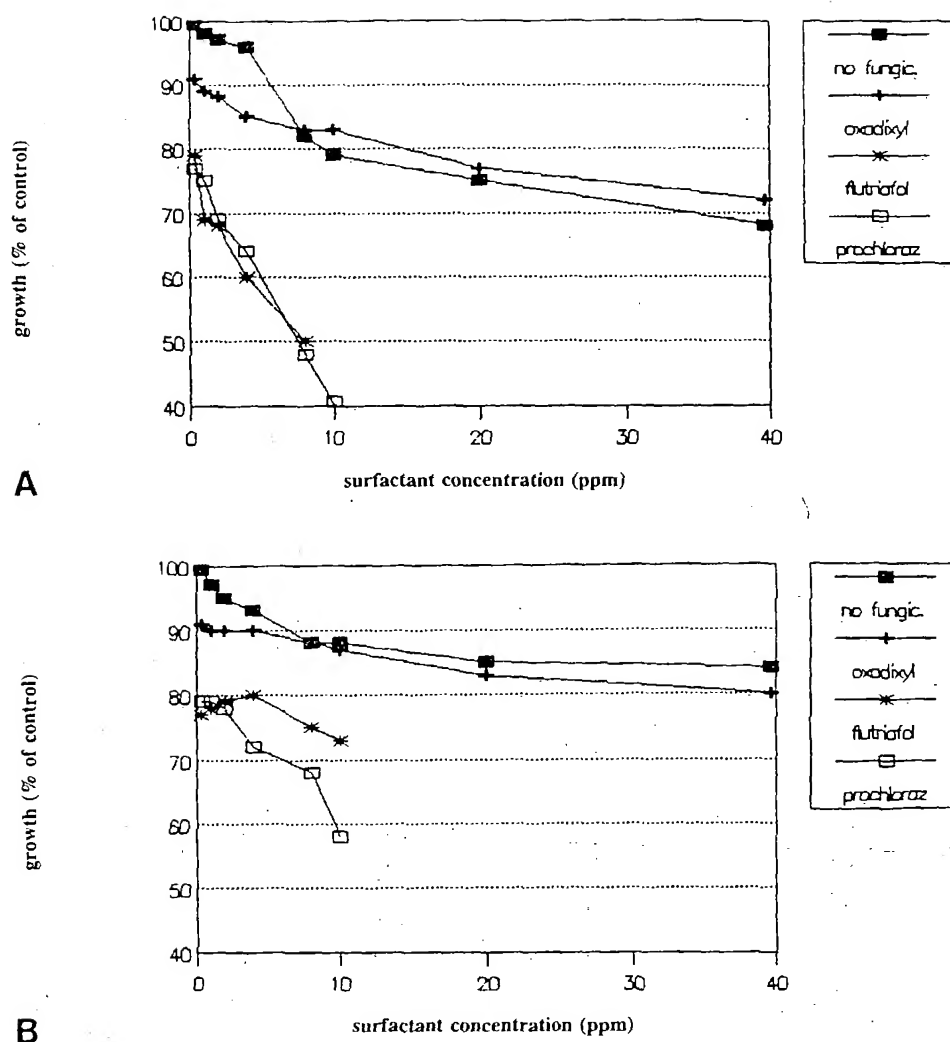 100
90
80
70
60
50
40
0
10
20
30
40
growth (% of control)
surfactant concentration (ppm)
no fungic.
oxadixyl
flutriafol
prochloraz
A
100
90
80
70
60
50
40
0
10
20
30
40
growth (% of control)
surfactant concentration (ppm)
no fungic.
oxadixyl
flutriafol
prochloraz
B